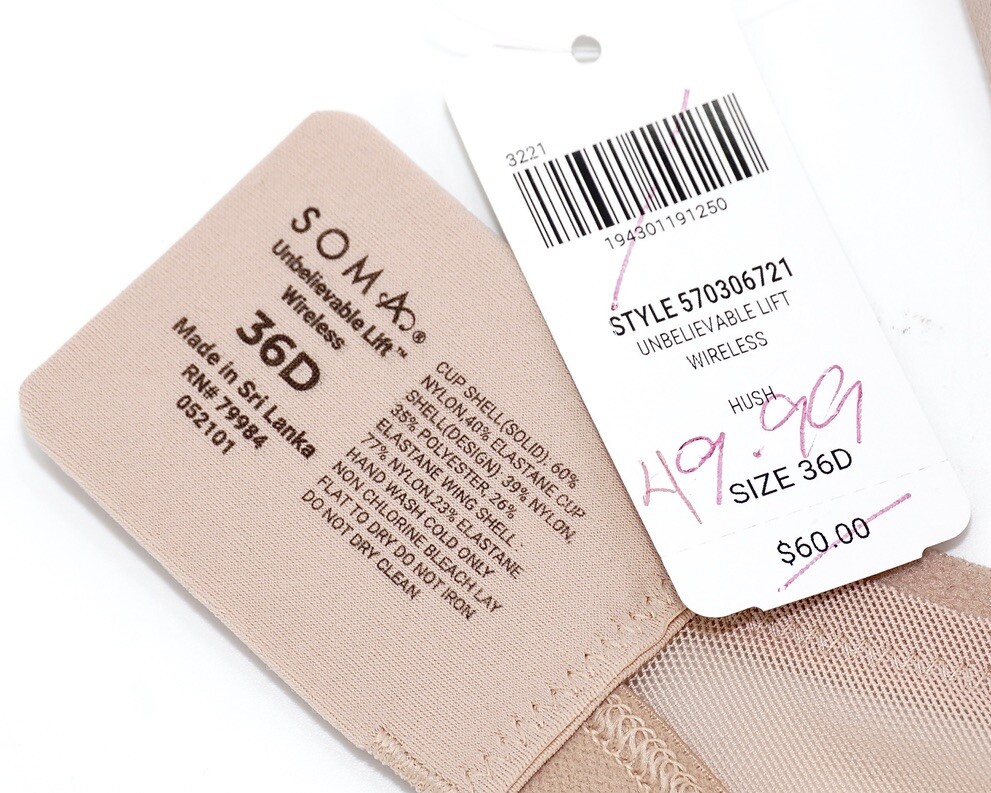 SOMA®
Unbelievable Lift™
Wireless
36D
Made in Sri Lanka
RN# 79984
052101
CUP SHELL(SOLID): 60%
NYLON,40% ELASTANE CUP
SHELL(DESIGN): 39% NYLON,
35% POLYESTER, 26%
ELASTANE WING SHELL :
77% NYLON,23% ELASTANE
HAND WASH COLD ONLY
NON CHLORINE BLEACH LAY
FLAT TO DRY DO NOT IRON
DO NOT DRY CLEAN
3221
194301191250
STYLE 570306721
UNBELIEVABLE LIFT
WIRELESS
HUSH
49.99
SIZE 36D
$60.00